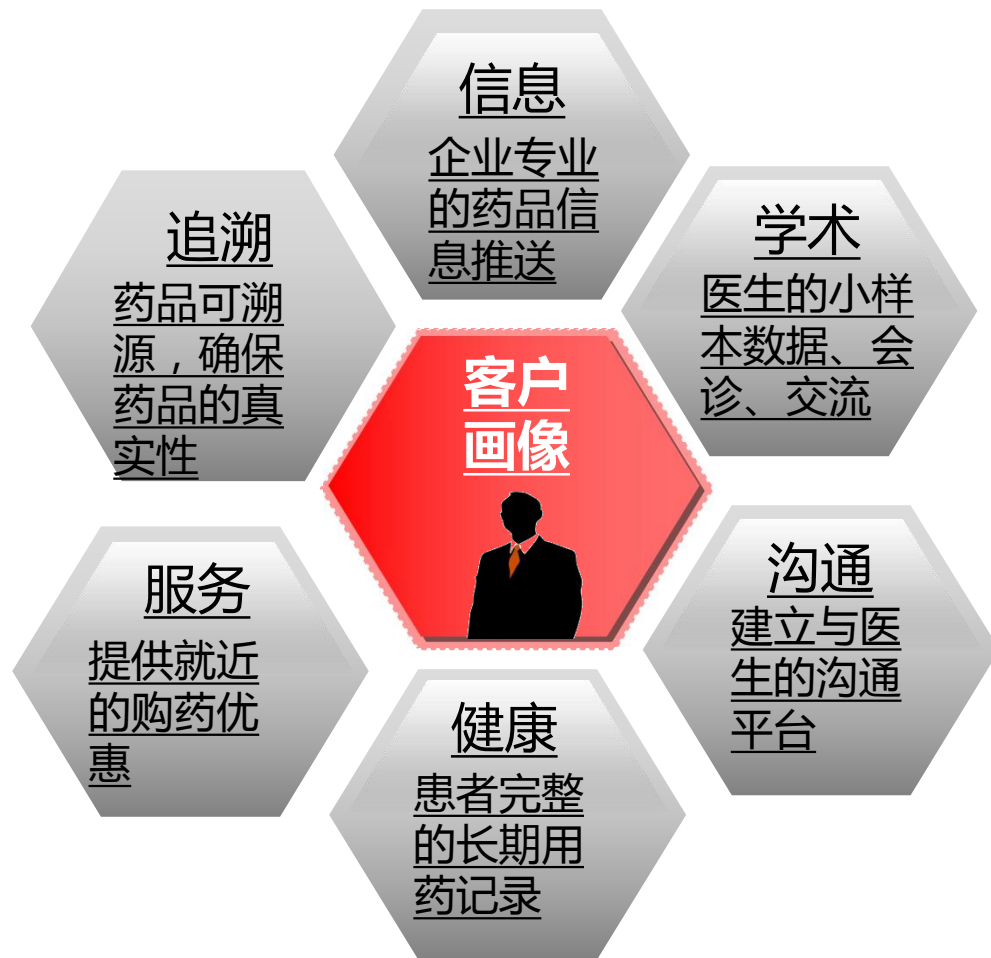 信息
企业专业
的药品信
息推送
追溯
药品可溯
源，确保
药品的真
实性
学术
医生的小样
本数据、会
诊、交流
客户
画像
服务
提供就近
的购药优
惠
沟通
建立与医
生的沟通
平台
健康
患者完整
的长期用
药记录